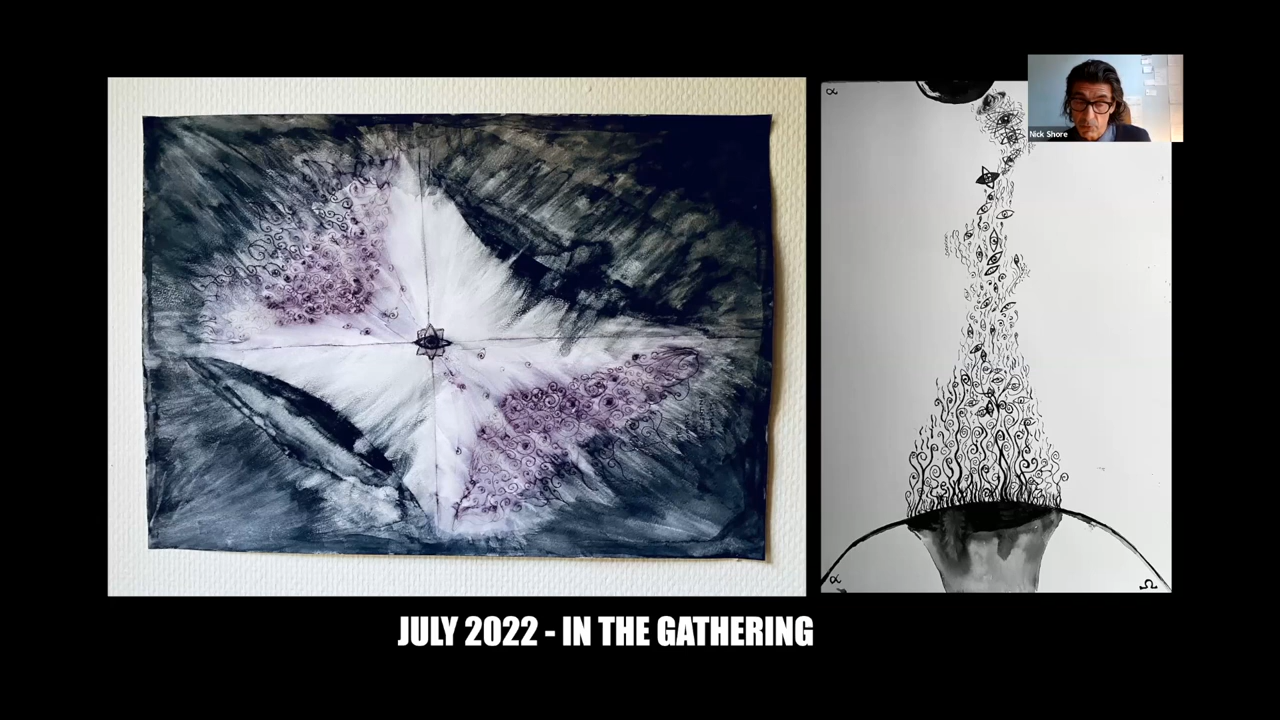 α
Nick Shore
α
Ω
JULY 2022 - IN THE GATHERING